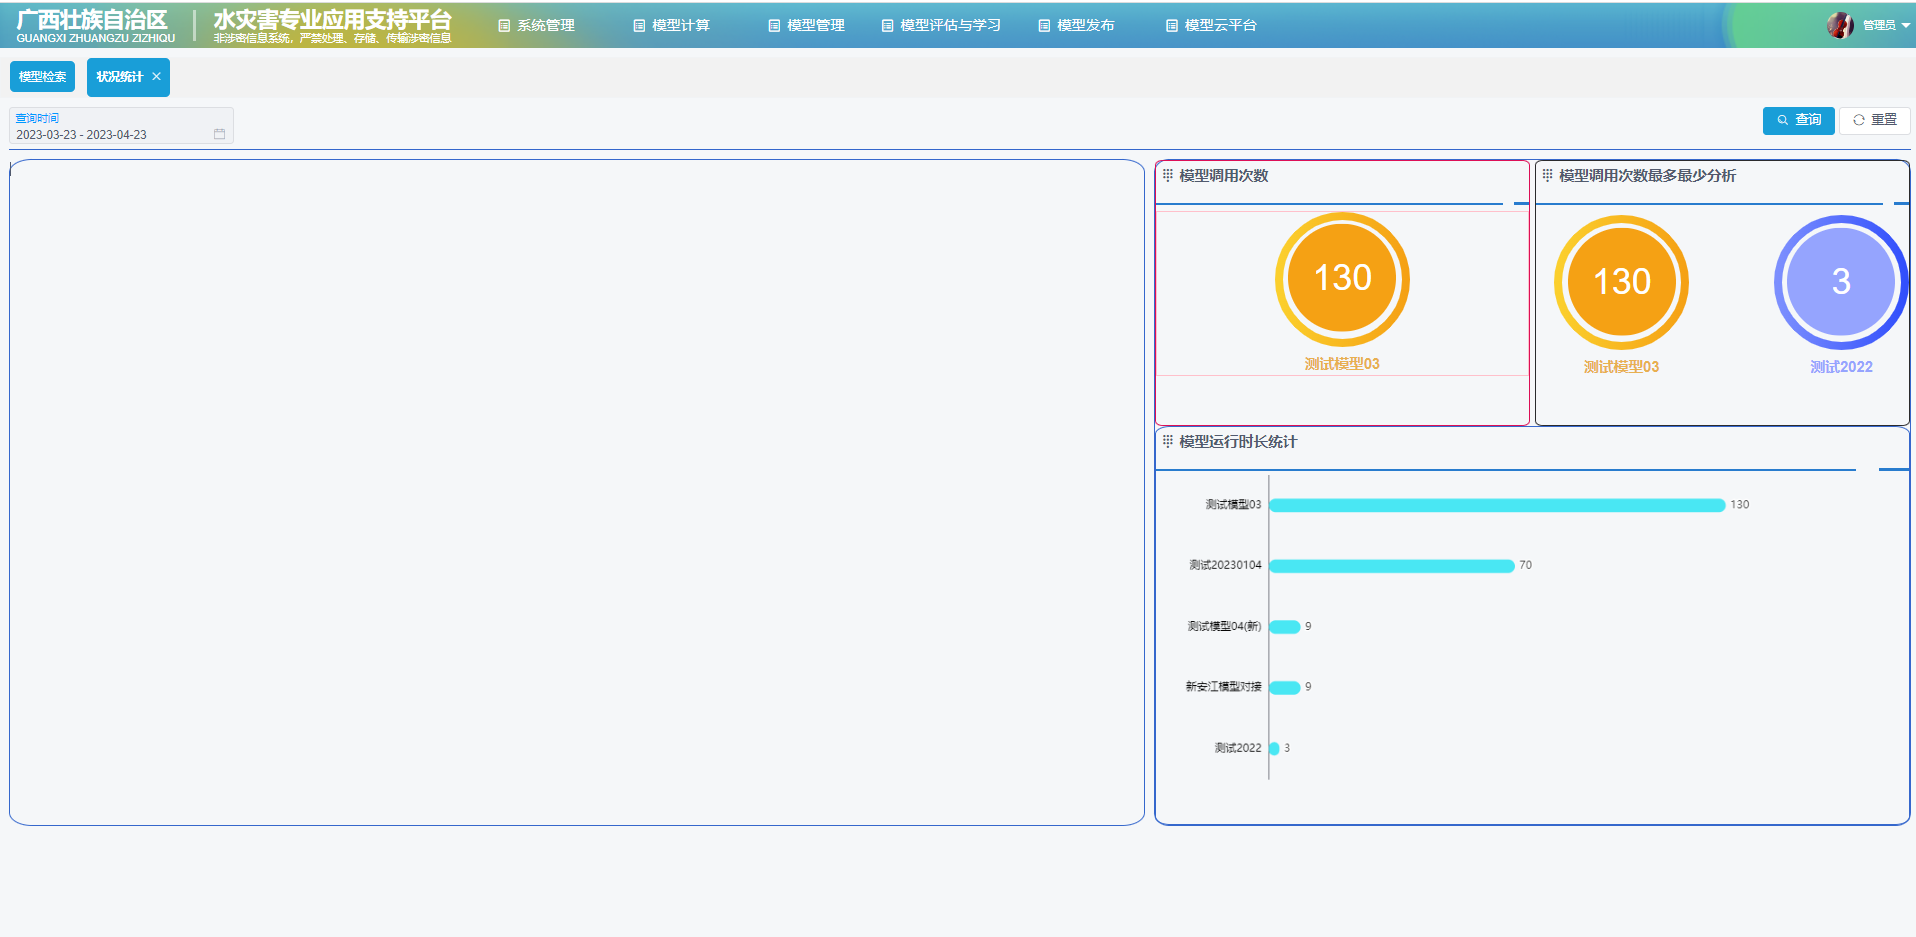 广西壮族自治区
GUANGXI ZHUANGZU ZIZHIQU
水灾害专业应用支持平台
非涉密信息系统，严禁处理、存储、传输涉密信息
系统管理
模型计算
模型管理
模型评估与学习
模型发布
模型云平台
管理员
模型检索
状况统计
查询时间
2023-03-23 - 2023-04-23
查询
重置
模型调用次数
130
测试模型03
模型调用次数最多最少分析
130
测试模型03
3
测试2022
模型运行时长统计
测试模型03 130
测试20230104 70
测试模型04(新) 9
新安江模型对接 9
测试2022 3